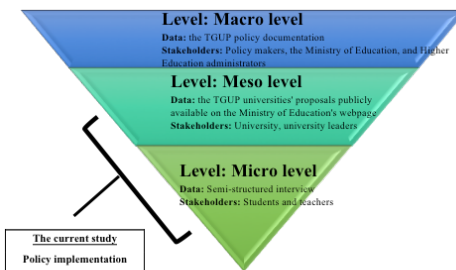 Level: Macro level
Data: the TGUP policy documentation
Stakeholders: Policy makers, the Ministry of Education, and Higher
Education administrators
Level: Meso level
Data: the TGUP universities' proposals publicly
available on the Ministry of Education's webpage
Stakeholders: University, university leaders
Level: Micro level
Data: Semi-structured interview
Stakeholders: Students and teachers
The current study
Policy implementation